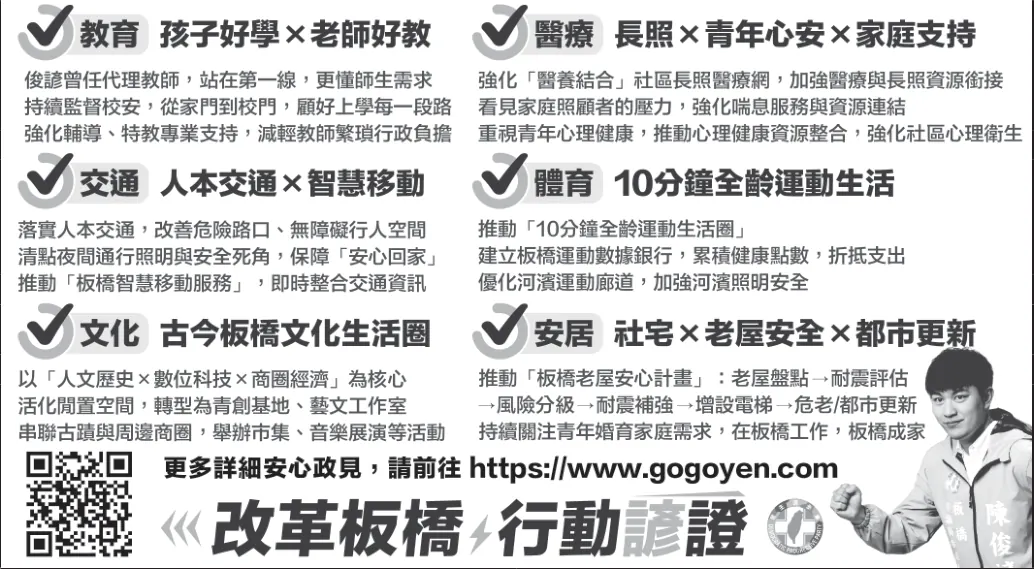 教育 孩子好學×老師好教
俊諺曾任代理教師,站在第一線,更懂師生需求
持續監督校安,從家門到校門,顧好上學每一段路
強化輔導、特教專業支持,減輕教師繁瑣行政負擔
醫療 長照×青年心安×家庭支持
強化「醫養結合」社區長照醫療網,加強醫療與長照資源銜接
看見家庭照顧者的壓力,強化喘息服務與資源連結
重視青年心理健康,推動心理健康資源整合,強化社區心理衛生
交通 人本交通×智慧移動
落實人本交通,改善危險路口、無障礙行人空間
清點夜間通行照明與安全死角,保障「安心回家」
推動「板橋智慧移動服務」,即時整合交通資訊
體育 10分鐘全齡運動生活
推動「10分鐘全齡運動生活圈」
建立板橋運動數據銀行,累積健康點數,折抵支出
優化河濱運動廊道,加強河濱照明安全
文化 古今板橋文化生活圈
以「人文歷史×數位科技×商圈經濟」為核心
活化閒置空間,轉型為青創基地、藝文工作室
串聯古蹟與周邊商圈,舉辦市集、音樂展演等活動
安居 社宅×老屋安全×都市更新
推動「板橋老屋安心計畫」:老屋盤點→耐震評估
→風險分級→耐震補強→增設電梯→危老/都市更新
持續關注青年婚育家庭需求,在板橋工作,板橋成家
更多詳細安心政見,請前往 https://www.gogoyen.com
改革板橋 行動諺證
板橋
陳俊